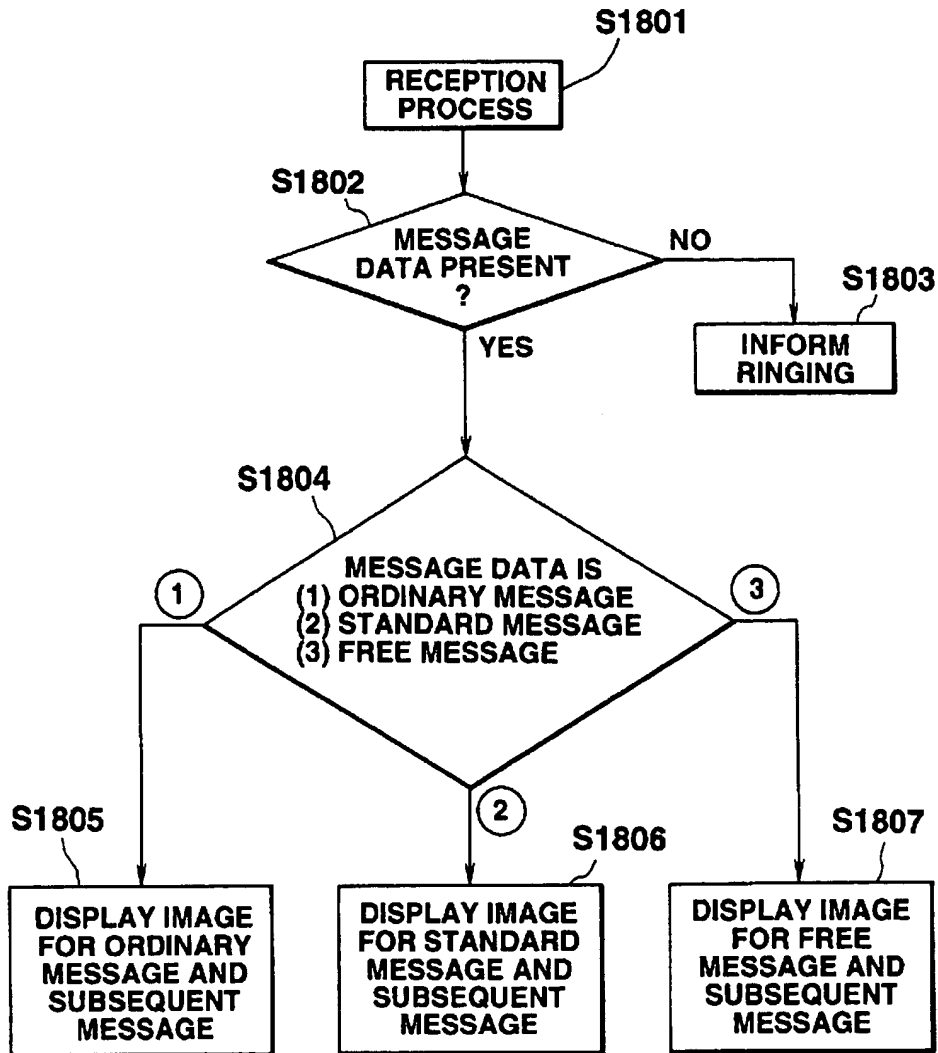 S1801
RECEPTION
PROCESS
S1802
MESSAGE
DATA PRESENT
?
NO
S1803
INFORM
RINGING
YES
S1804
MESSAGE DATA IS
(1) ORDINARY MESSAGE
(2) STANDARD MESSAGE
(3) FREE MESSAGE
1
3
2
S1805
DISPLAY IMAGE
FOR ORDINARY
MESSAGE AND
SUBSEQUENT
MESSAGE
S1806
DISPLAY IMAGE
FOR STANDARD
MESSAGE AND
SUBSEQUENT
MESSAGE
S1807
DISPLAY IMAGE
FOR FREE
MESSAGE AND
SUBSEQUENT
MESSAGE